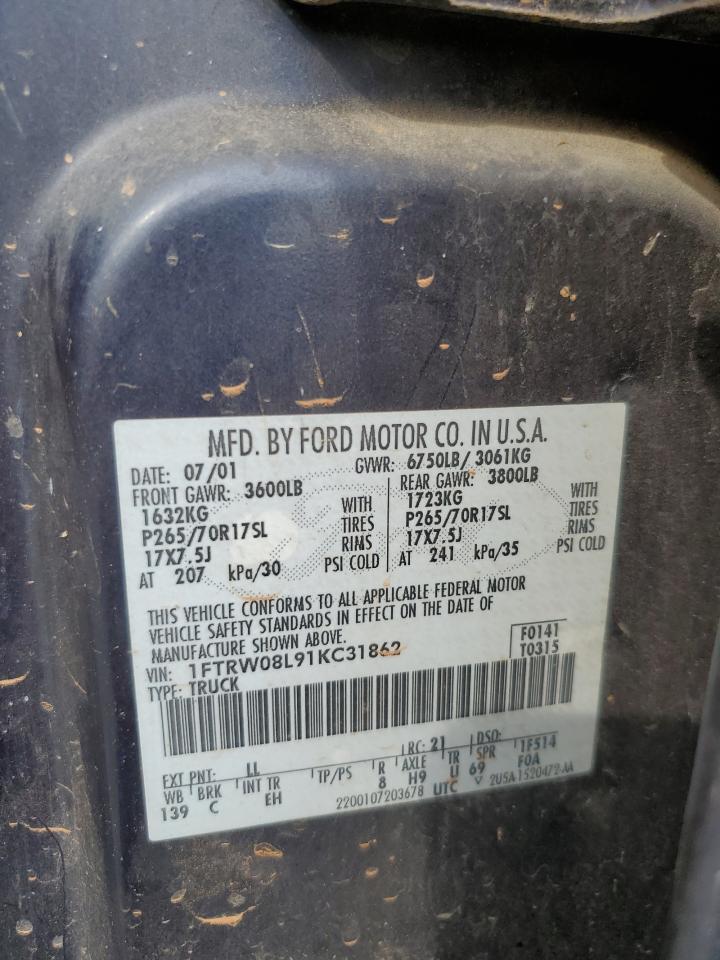 MFD. BY FORD MOTOR CO. IN U.S.A.
DATE: 07/01 GVWR: 6750LB/ 3061KG
FRONT GAWR: 3600LB REAR GAWR: 3800LB
1632KG WITH 1723KG WITH
P265/70R17SL TIRES P265/70R17SL TIRES
17X7.5J RIMS 17X7.5J RIMS
AT 207 kPa/30 PSI COLD AT 241 kPa/35 PSI COLD
THIS VEHICLE CONFORMS TO ALL APPLICABLE FEDERAL MOTOR
VEHICLE SAFETY STANDARDS IN EFFECT ON THE DATE OF
MANUFACTURE SHOWN ABOVE.
F0141
VIN: 1FTRW08L91KC31862 T0315
TYPE: TRUCK
EXT PNT: LL RC: 21 DSO: 1F514
WB BRK INT TR TP/PS R AXLE TR SPR F0A
139 C EH 8 H9 U 69
2200107203678 UTC V 2U5A-1520472-AA